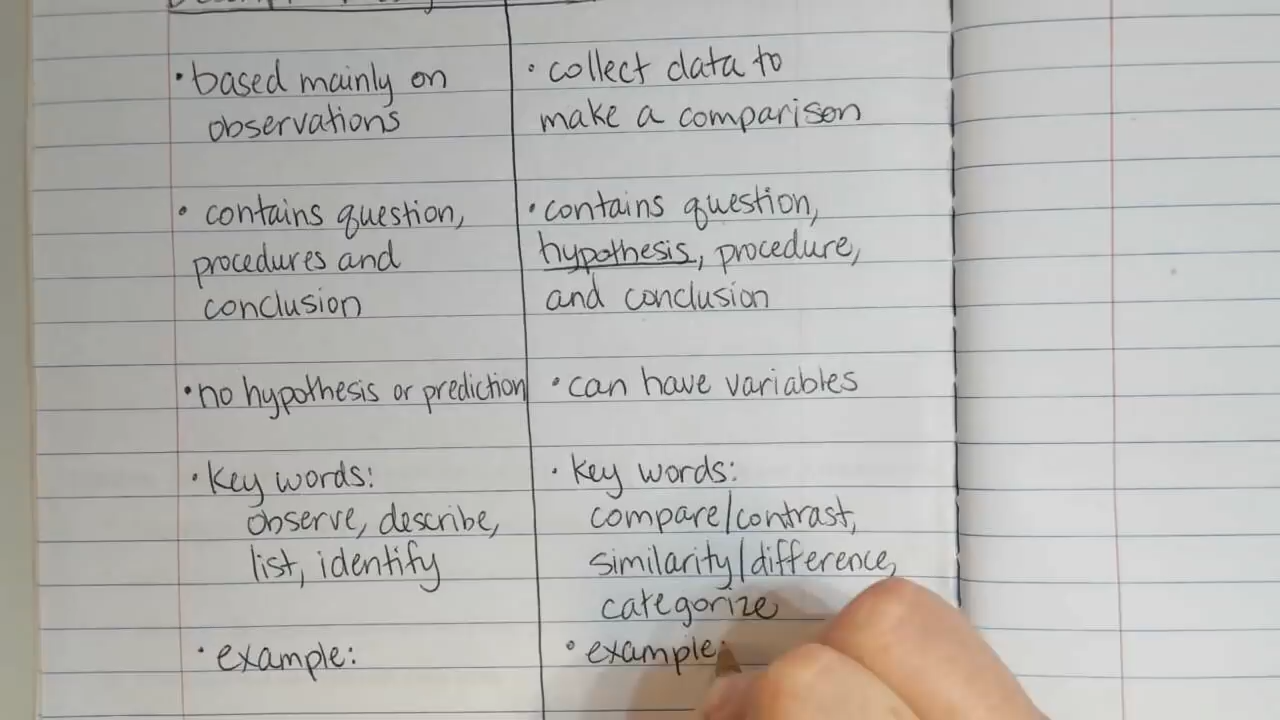 • based mainly on
observations
• contains question,
procedures and
conclusion
• no hypothesis or prediction
• Key words:
observe, describe,
list, identify
• example:
• collect data to
make a comparison
• contains question,
hypothesis, procedure,
and conclusion
• can have variables
• Key words:
compare/contrast,
similarity/difference,
categorize
• example: